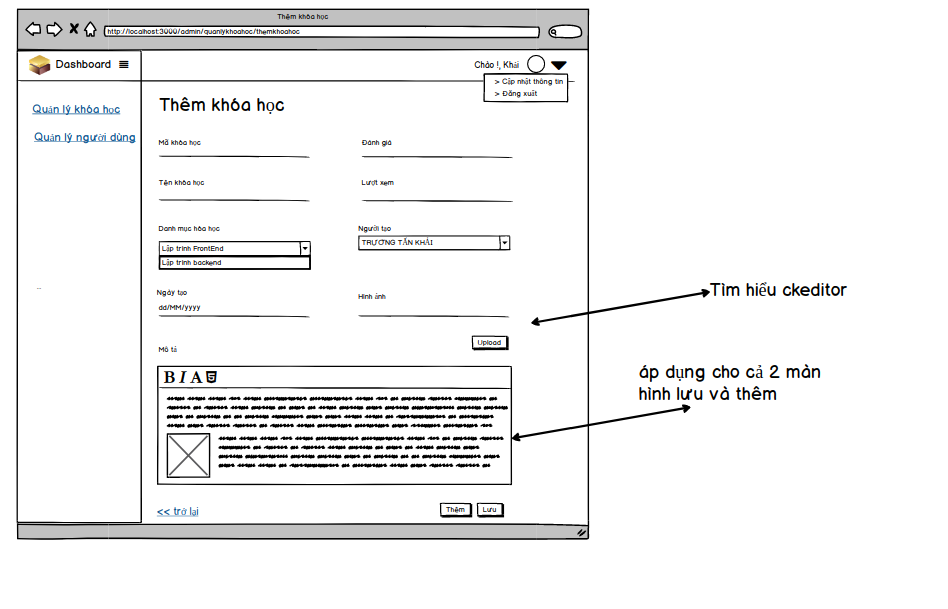 Thêm khóa học
http://localhost:3000/admin/quanlykhoahoc/themkhoahoc
Dashboard
Chào !, Khải
> Cập nhật thông tin
> Đăng xuất
Quản lý khóa học
Quản lý người dùng
Thêm khóa học
Mã khóa học
Đánh giá
Tên khóa học
Lượt xem
Danh mục hóa học
Người tạo
Lập trình FrontEnd
TRƯƠNG TẤN KHẢI
Lập trình backend
Ngày tạo
Hình ảnh
dd/MM/yyyy
Upload
Mô tả
B I A
<< trở lại
Thêm
Lưu
Tìm hiểu ckeditor
áp dụng cho cả 2 màn
hình lưu và thêm